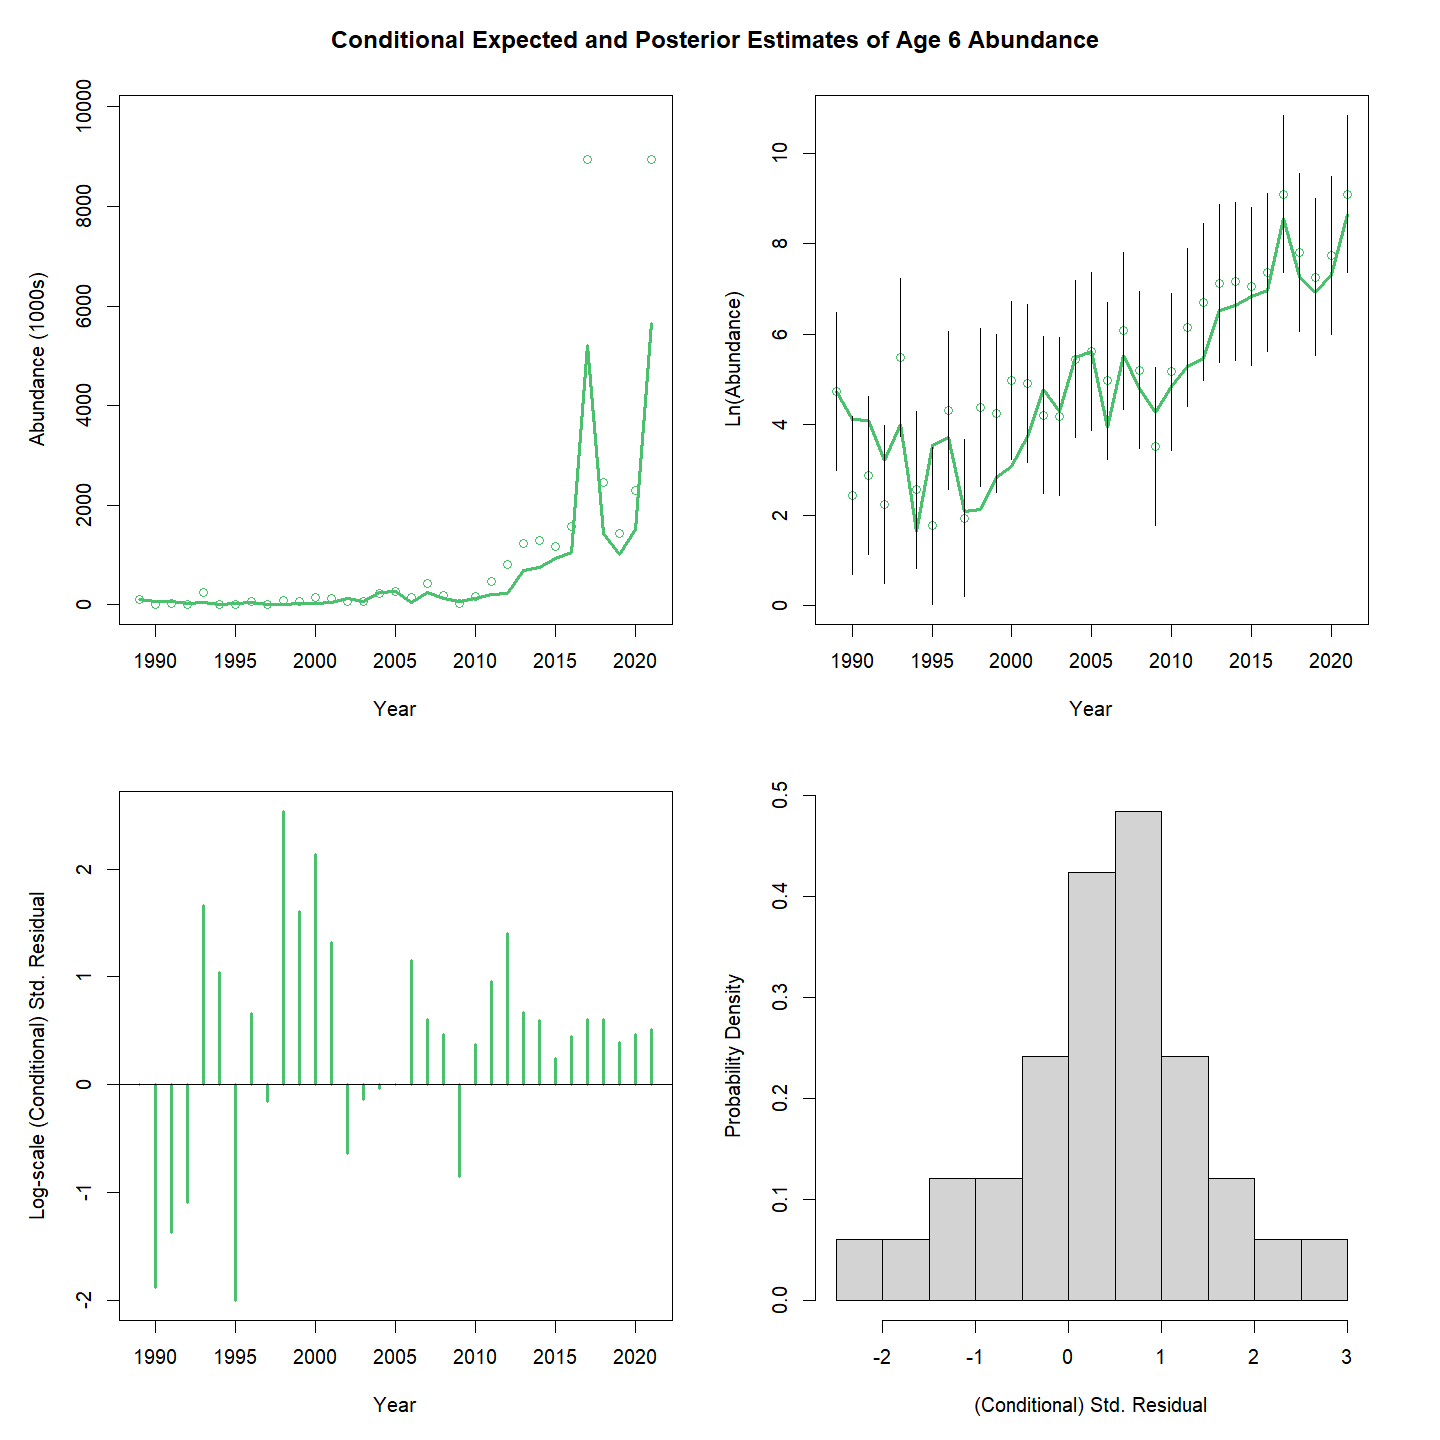 Conditional Expected and Posterior Estimates of Age 6 Abundance
Abundance (1000s)
0 2000 4000 6000 8000 10000
1990 1995 2000 2005 2010 2015 2020
Year
Ln(Abundance)
0 2 4 6 8 10
1990 1995 2000 2005 2010 2015 2020
Year
Log-scale (Conditional) Std. Residual
-2 -1 0 1 2
1990 1995 2000 2005 2010 2015 2020
Year
Probability Density
0.0 0.1 0.2 0.3 0.4 0.5
-2 -1 0 1 2 3
(Conditional) Std. Residual